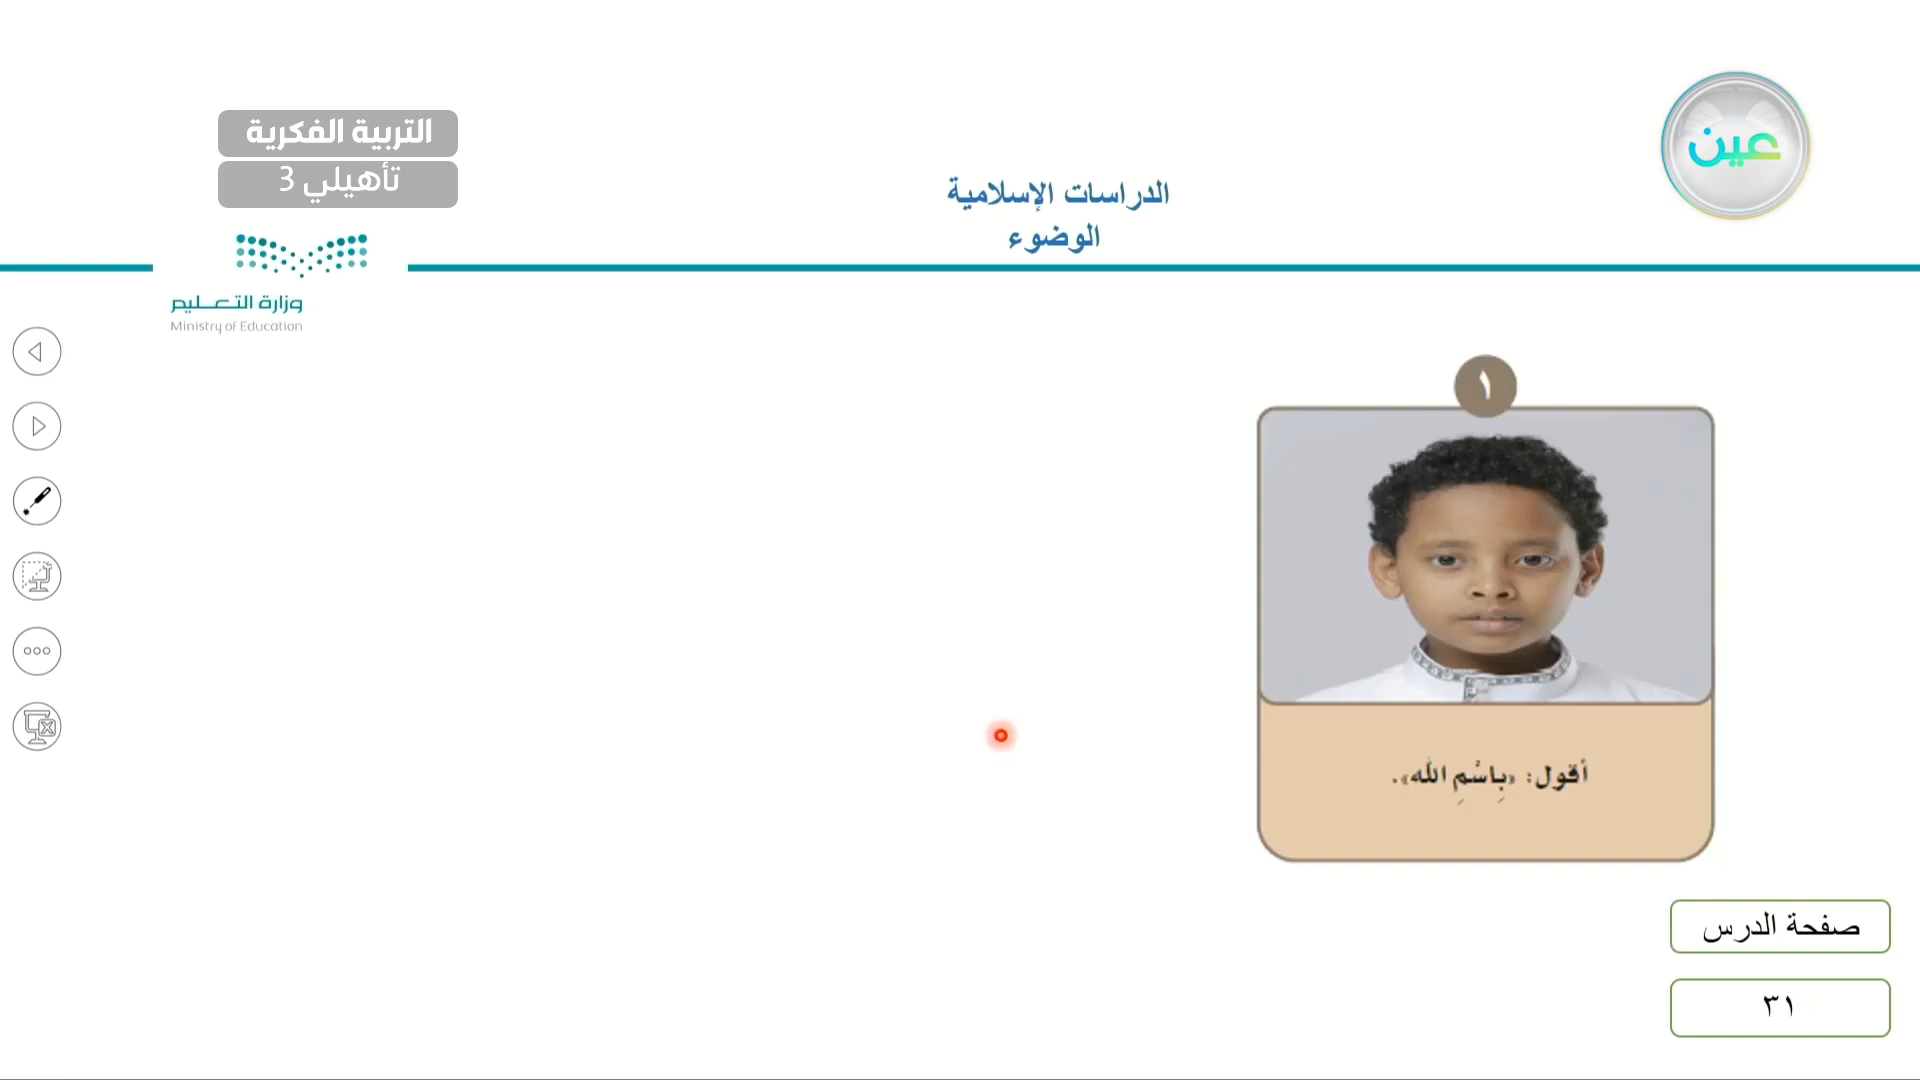 عين
التربية الفكرية
تأهيلي 3
الدراسات الإسلامية
الوضوء
وزارة التعليم
Ministry of Education
١
أقول: «بِاسْمِ اللَّه».
صفحة الدرس
٣١